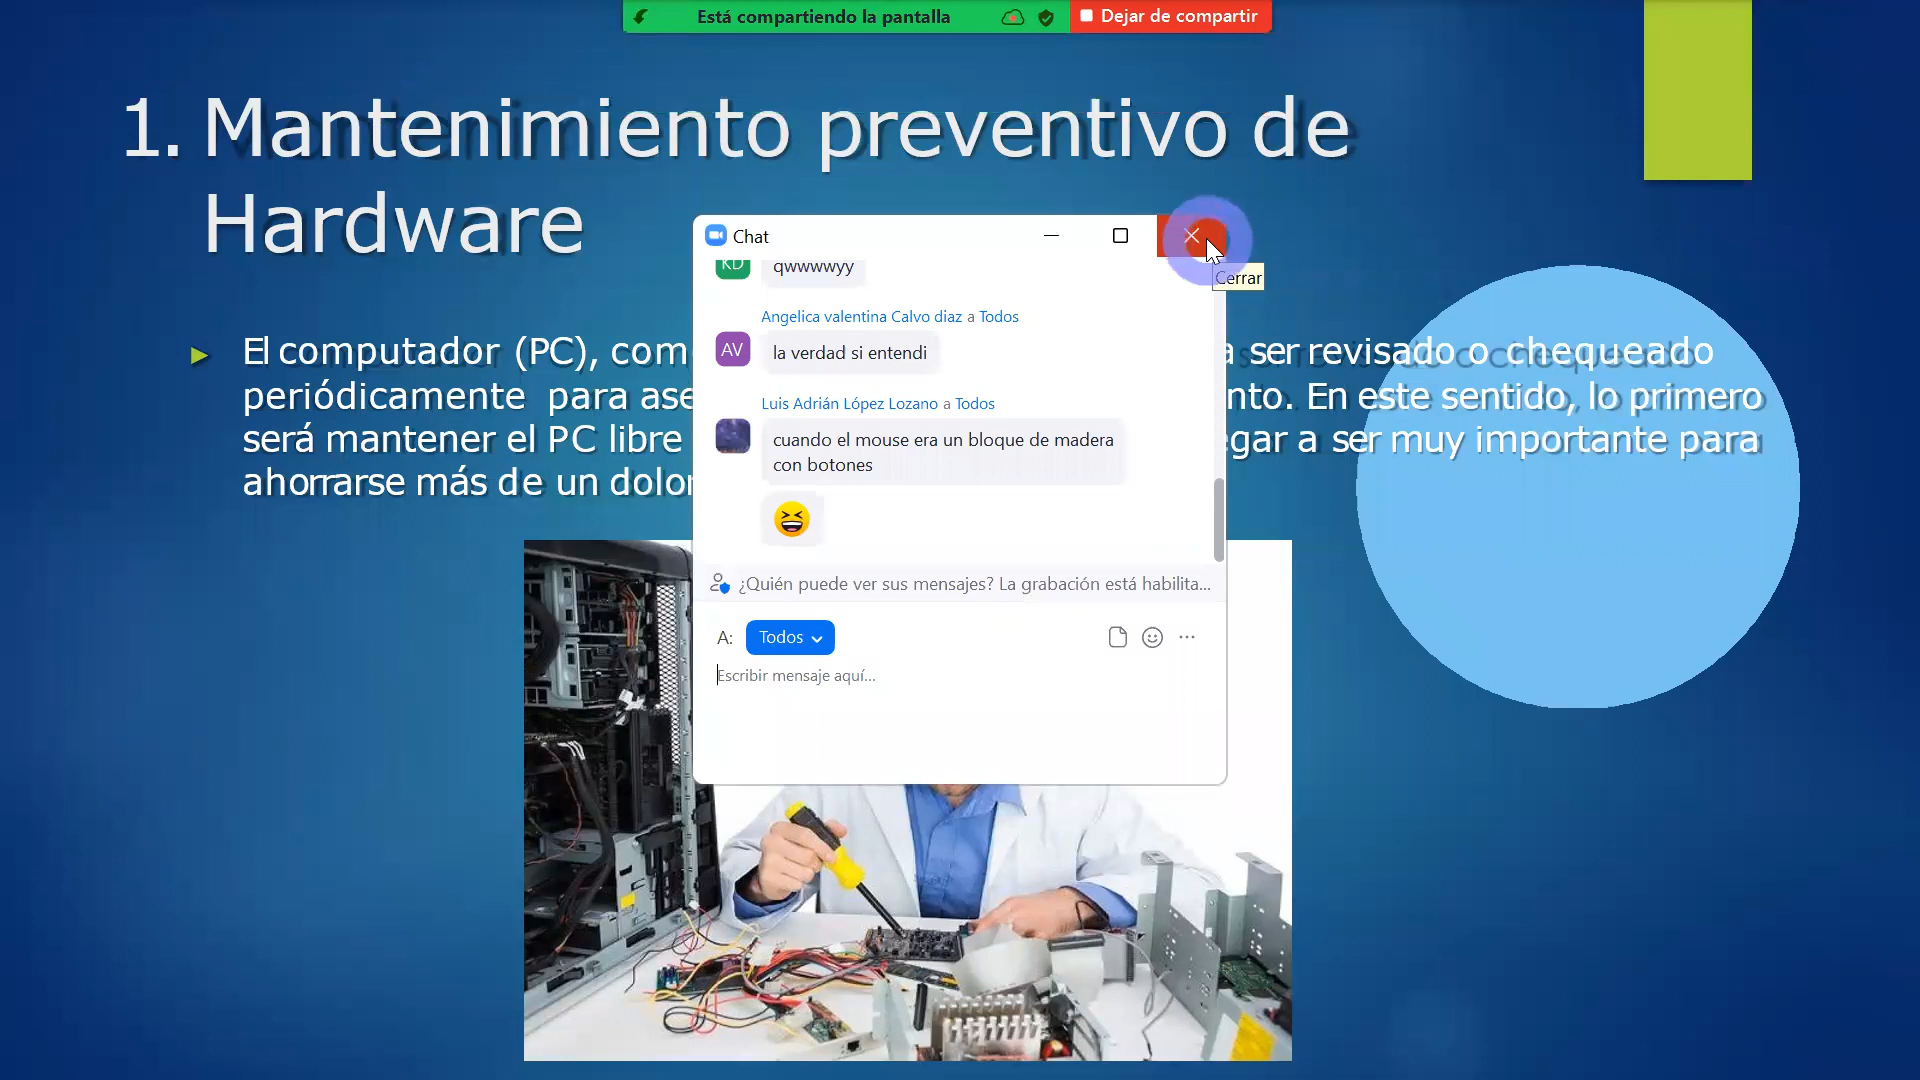 Está compartiendo la pantalla
Dejar de compartir
1. Mantenimiento preventivo de
Hardware
Chat
Cerrar
KD
qwwwwyy
Angelica valentina Calvo diaz a Todos
AV
la verdad si entendi
Luis Adrián López Lozano a Todos
cuando el mouse era un bloque de madera
con botones
¿Quién puede ver sus mensajes? La grabación está habilita...
A: Todos
Escribir mensaje aquí...
El computador (PC), com a ser revisado o chequeado
periódicamente para ase nto. En este sentido, lo primero
será mantener el PC libre egar a ser muy importante para
ahorrarse más de un dolor